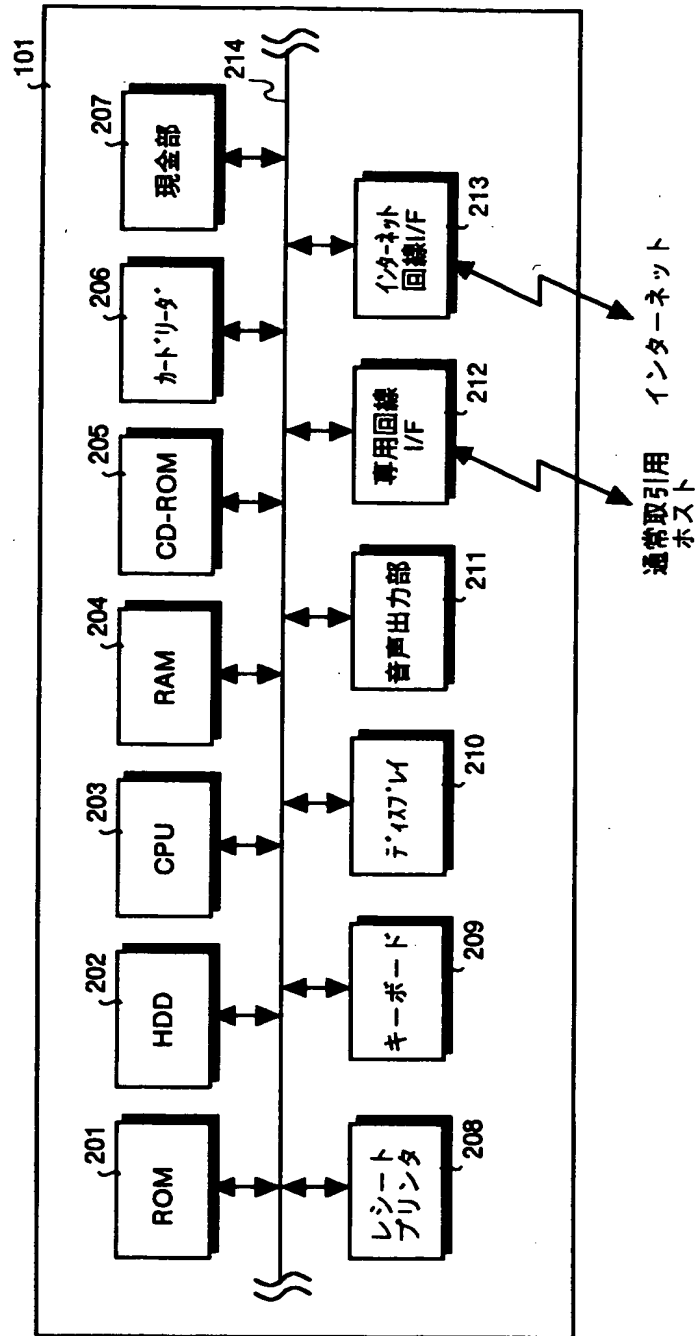 101
201
ROM
202
HDD
203
CPU
204
RAM
205
CD-ROM
206
カードリーダ
207
現金部
214
レシート
プリンタ
208
キーボード
209
ディスプレイ
210
音声出力部
211
専用回線
I/F
212
インターネット
回線I/F
213
通常取引用
ホスト
インターネット